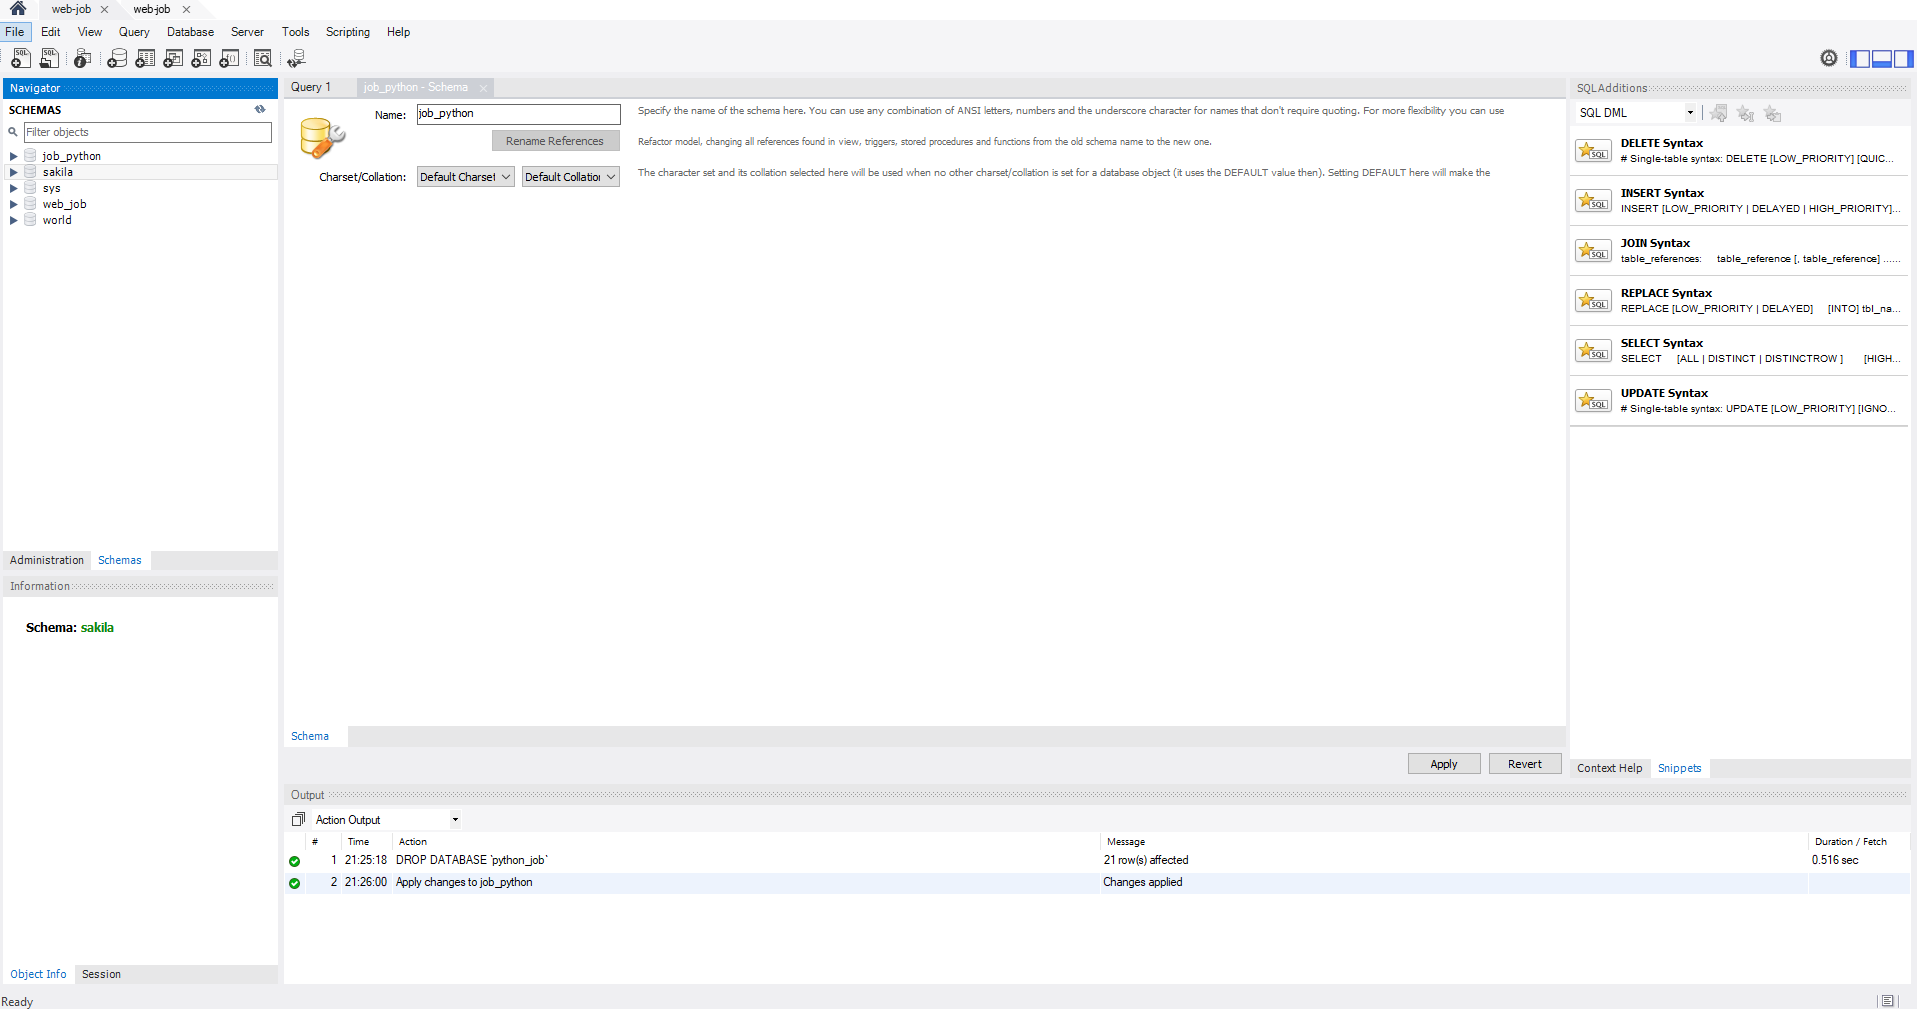 web-job
web-job
File Edit View Query Database Server Tools Scripting Help
Navigator
SCHEMAS
Filter objects
job_python
sakila
sys
web_job
world
Administration Schemas
Information
Schema: sakila
Object Info Session
Query 1 job_python - Schema
Name: job_python Specify the name of the schema here. You can use any combination of ANSI letters, numbers and the underscore character for names that don't require quoting. For more flexibility you can use
Rename References Refactor model, changing all references found in view, triggers, stored procedures and functions from the old schema name to the new one.
Charset/Collation: Default Charset Default Collation The character set and its collation selected here will be used when no other charset/collation is set for a database object (it uses the DEFAULT value then). Setting DEFAULT here will make the
Schema
Apply Revert
Output
Action Output
# Time Action Message Duration / Fetch
1 21:25:18 DROP DATABASE `python_job` 21 row(s) affected 0.516 sec
2 21:26:00 Apply changes to job_python Changes applied
SQLAdditions
SQL DML
DELETE Syntax
# Single-table syntax: DELETE [LOW_PRIORITY] [QUIC...
INSERT Syntax
INSERT [LOW_PRIORITY | DELAYED | HIGH_PRIORITY]...
JOIN Syntax
table_references: table_reference [, table_reference] ......
REPLACE Syntax
REPLACE [LOW_PRIORITY | DELAYED] [INTO] tbl_na...
SELECT Syntax
SELECT [ALL | DISTINCT | DISTINCTROW ] [HIGH...
UPDATE Syntax
# Single-table syntax: UPDATE [LOW_PRIORITY] [IGNO...
Context Help Snippets
Ready